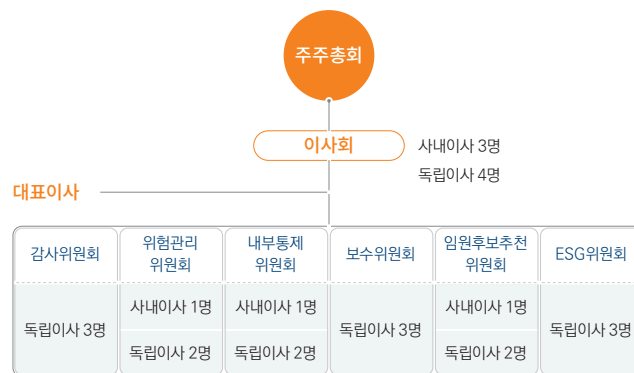 주주총회
이사회
사내이사 3명
독립이사 4명
대표이사
감사위원회
위험관리
위원회
내부통제
위원회
보수위원회
임원후보추천
위원회
ESG위원회
독립이사 3명
사내이사 1명
독립이사 2명
사내이사 1명
독립이사 2명
독립이사 3명
사내이사 1명
독립이사 2명
독립이사 3명